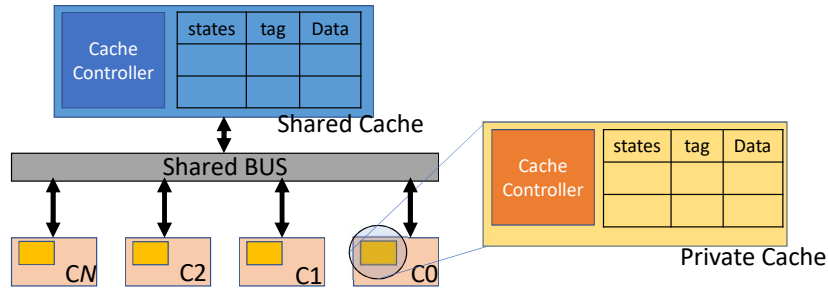 states tag Data
Cache
Controller
Shared Cache
Shared BUS
states tag Data
Cache
Controller
Private Cache
CN
C2
C1
C0